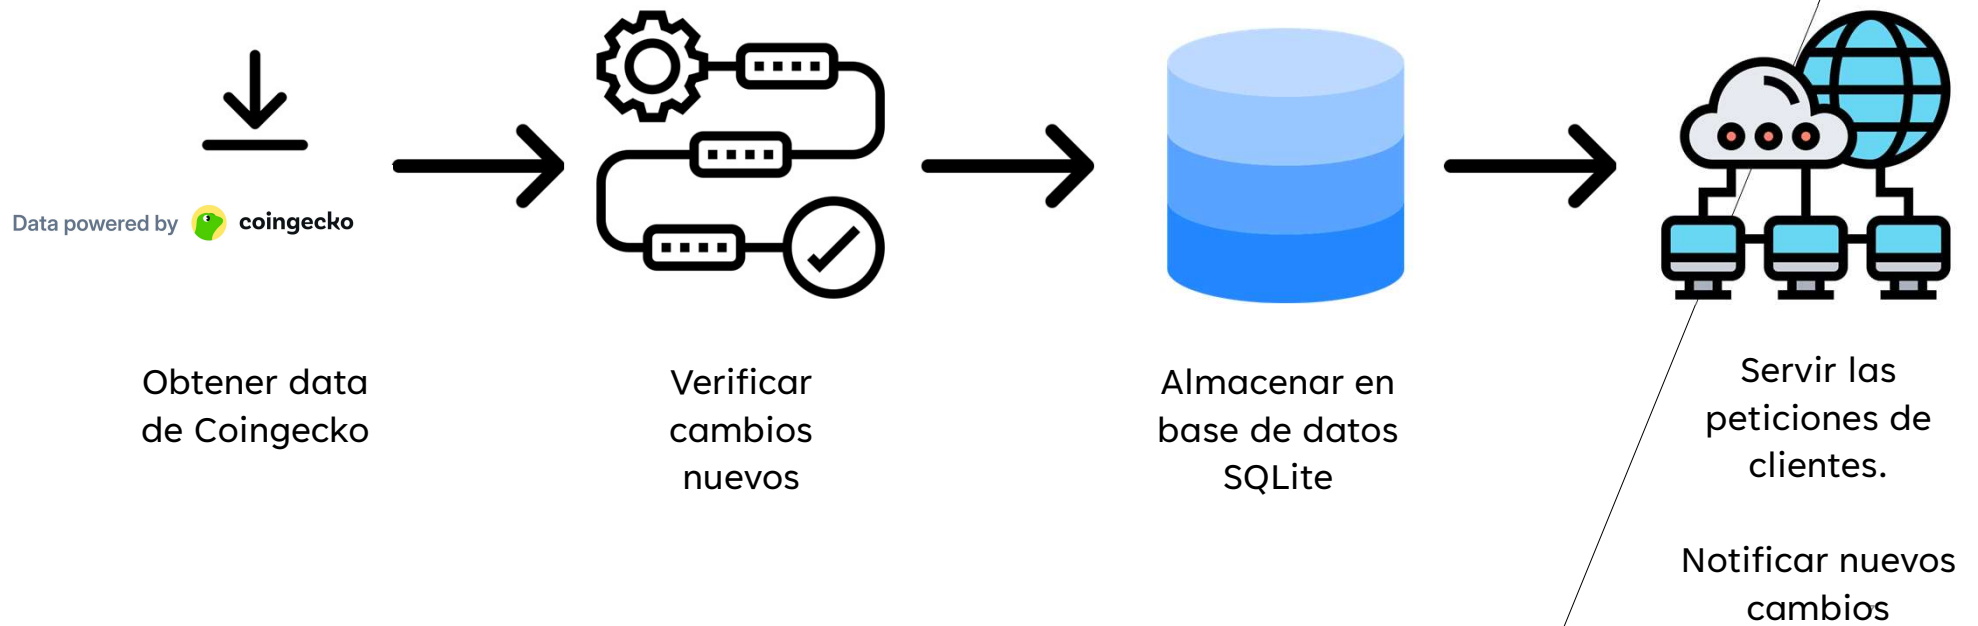 Data powered by coingecko
Obtener data
de Coingecko
Verificar
cambios
nuevos
Almacenar en
base de datos
SQLite
Servir las
peticiones de
clientes.
Notificar nuevos
cambios